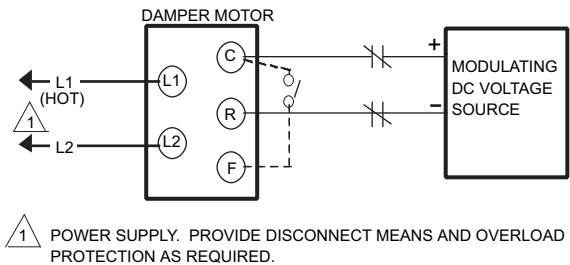 DAMPER MOTOR
C
+
L1
L1
(HOT)
MODULATING
DC VOLTAGE
SOURCE
R
–
1
L2
L2
F
1 POWER SUPPLY. PROVIDE DISCONNECT MEANS AND OVERLOAD
PROTECTION AS REQUIRED.